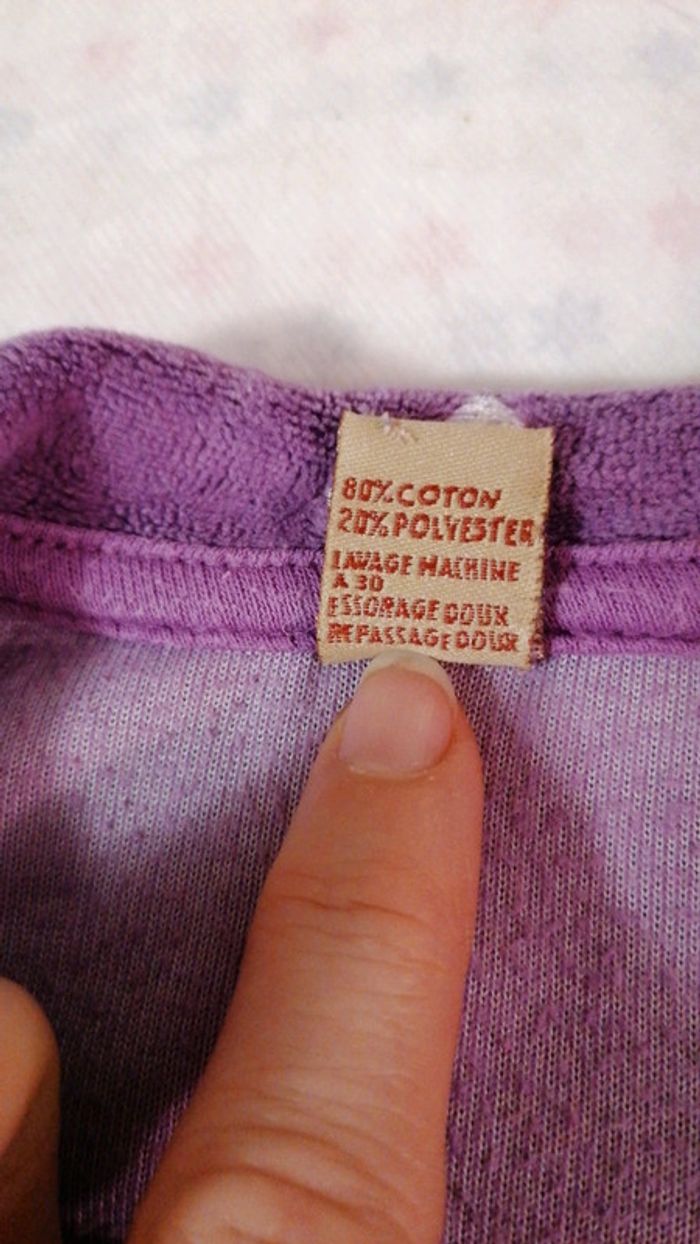 80% COTON
20% POLYESTER
LAVAGE MACHINE
A 30
ESSORAGE DOUX
REPASSAGE DOUX